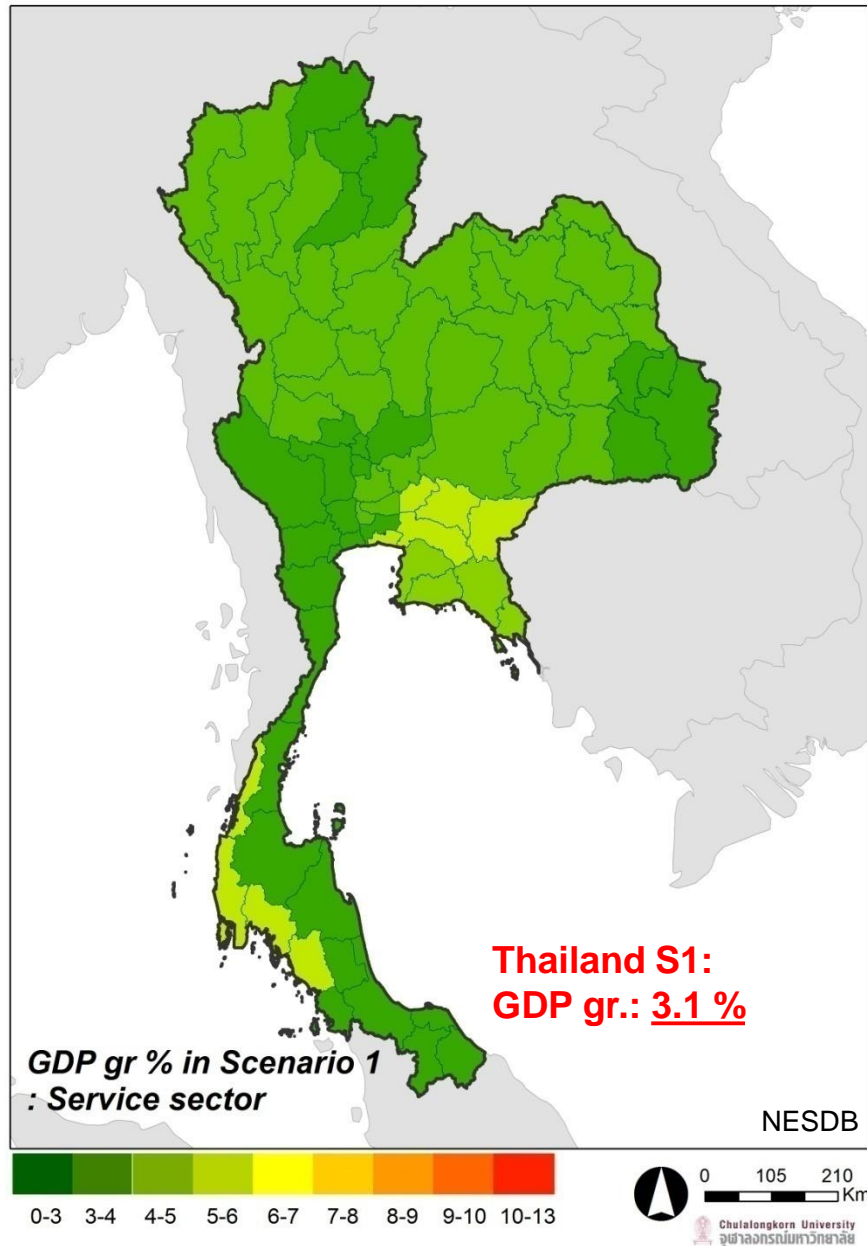 Thailand S1:
GDP gr.: 3.1 %
GDP gr % in Scenario 1
: Service sector
NESDB
0-3 3-4 4-5 5-6 6-7 7-8 8-9 9-10 10-13
0 105 210
Km
Chulalongkorn University
จุฬาลงกรณ์มหาวิทยาลัย